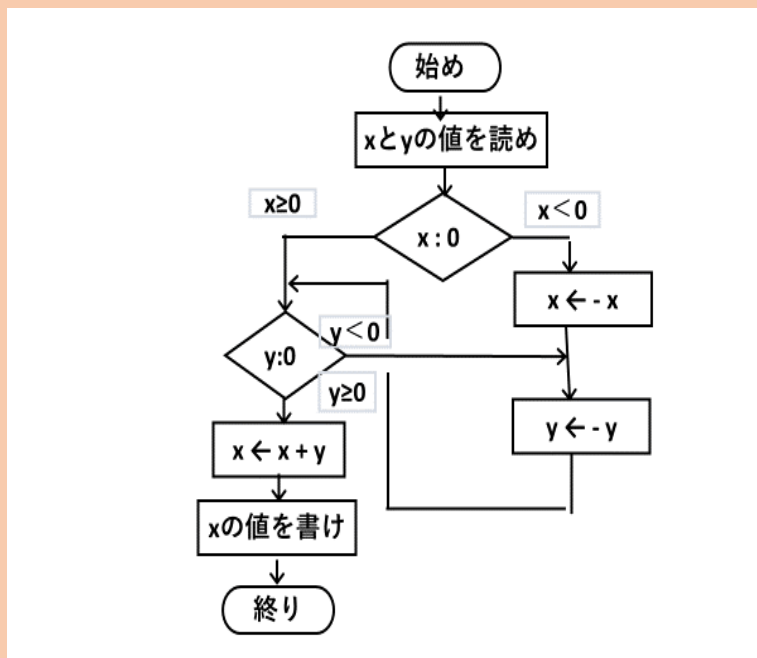 始め
xとyの値を読め
x≥0
x<0
x : 0
x ← - x
y<0
y:0
y≥0
y ← - y
x ← x + y
xの値を書け
終り